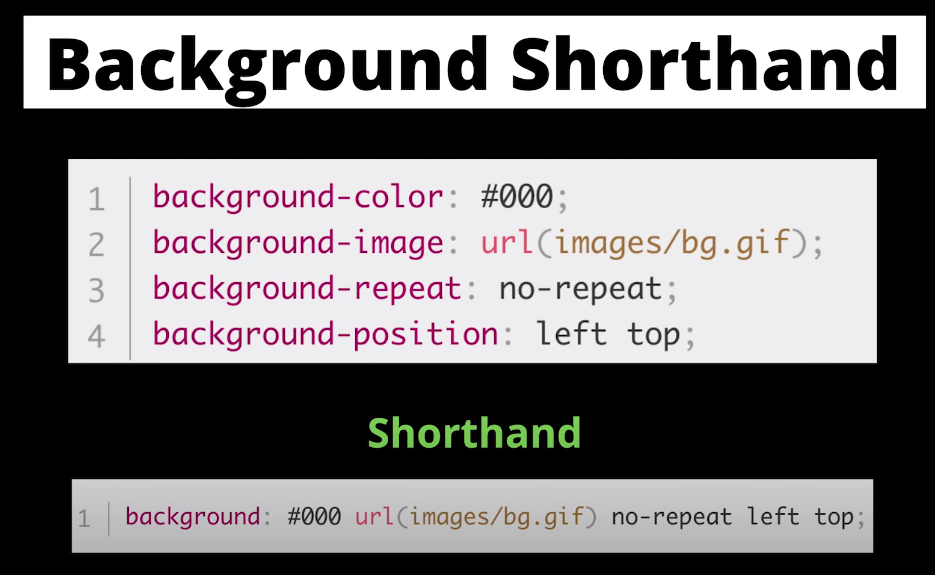 Background Shorthand
1 background-color: #000;
2 background-image: url(images/bg.gif);
3 background-repeat: no-repeat;
4 background-position: left top;
Shorthand
1 background: #000 url(images/bg.gif) no-repeat left top;